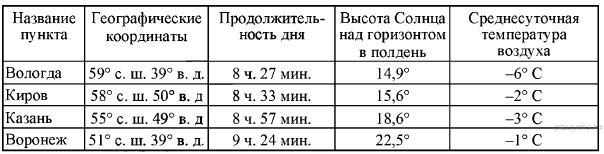 Название пункта | Географические координаты | Продолжитель-ность дня | Высота Солнца над горизонтом в полдень | Среднесуточная температура воздуха
Вологда | 59° с. ш. 39° в. д. | 8 ч. 27 мин. | 14,9° | –6° C
Киров | 58° с. ш. 50° в. д | 8 ч. 33 мин. | 15,6° | –2° C
Казань | 55° с. ш. 49° в. д | 8 ч. 57 мин. | 18,6° | –3° C
Воронеж | 51° с. ш. 39° в. д. | 9 ч. 24 мин. | 22,5° | –1° C